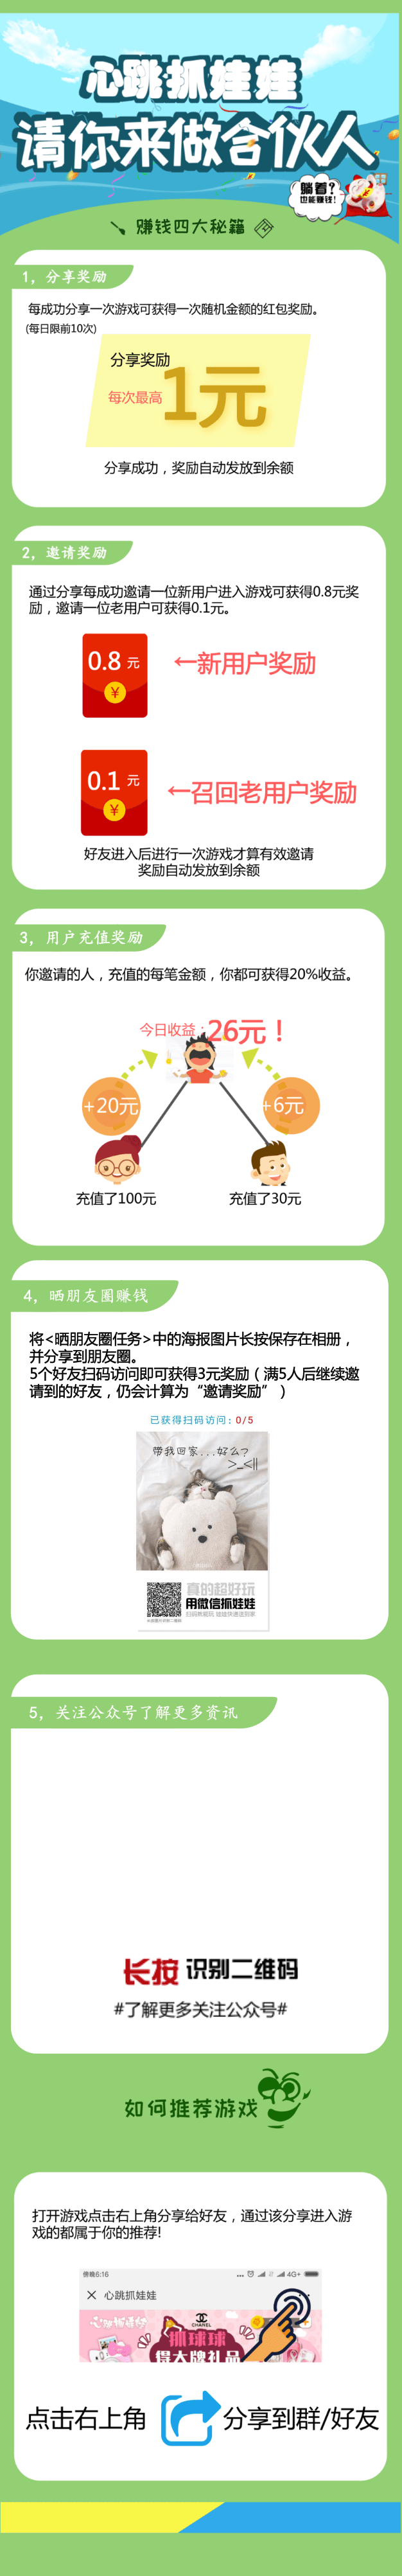 心跳抓娃娃
请你来做合伙人
躺着?
也能赚钱!
赚钱四大秘籍
1，分享奖励
每成功分享一次游戏可获得一次随机金额的红包奖励。
(每日限前10次)
分享奖励
每次最高 1元
分享成功，奖励自动发放到余额
2，邀请奖励
通过分享每成功邀请一位新用户进入游戏可获得0.8元奖
励，邀请一位老用户可获得0.1元。
0.8 元
¥
←新用户奖励
0.1 元
¥
←召回老用户奖励
好友进入后进行一次游戏才算有效邀请
奖励自动发放到余额
3，用户充值奖励
你邀请的人，充值的每笔金额，你都可获得20%收益。
今日收益：26元！
+20元
+6元
充值了100元
充值了30元
4，晒朋友圈赚钱
将<晒朋友圈任务>中的海报图片长按保存在相册，
并分享到朋友圈。
5个好友扫码访问即可获得3元奖励（满5人后继续邀
请到的好友，仍会计算为“邀请奖励”）
已获得扫码访问：0/5
带我回家...好么?
>_<||
真的超好玩
用微信抓娃娃
5，关注公众号了解更多资讯
长按 识别二维码
#了解更多关注公众号#
如何推荐游戏
打开游戏点击右上角分享给好友，通过该分享进入游
戏的都属于你的推荐!
傍晚6:16
4G+
× 心跳抓娃娃
心跳抓娃娃
CHANEL
抓球球
得大牌礼品
点击右上角
分享到群/好友